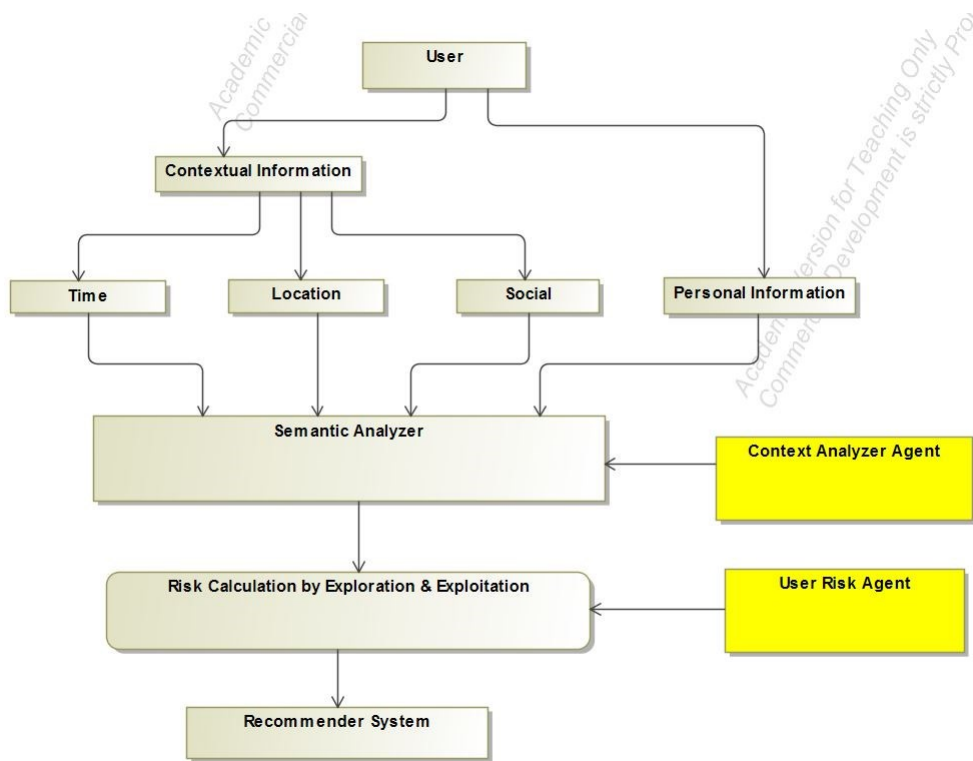 Academic
Commercial
User
Academic Version for Teaching Only
Commercial Development is strictly Pro
Contextual Information
Time
Location
Social
Personal Information
Semantic Analyzer
Context Analyzer Agent
Risk Calculation by Exploration & Exploitation
User Risk Agent
Recommender System